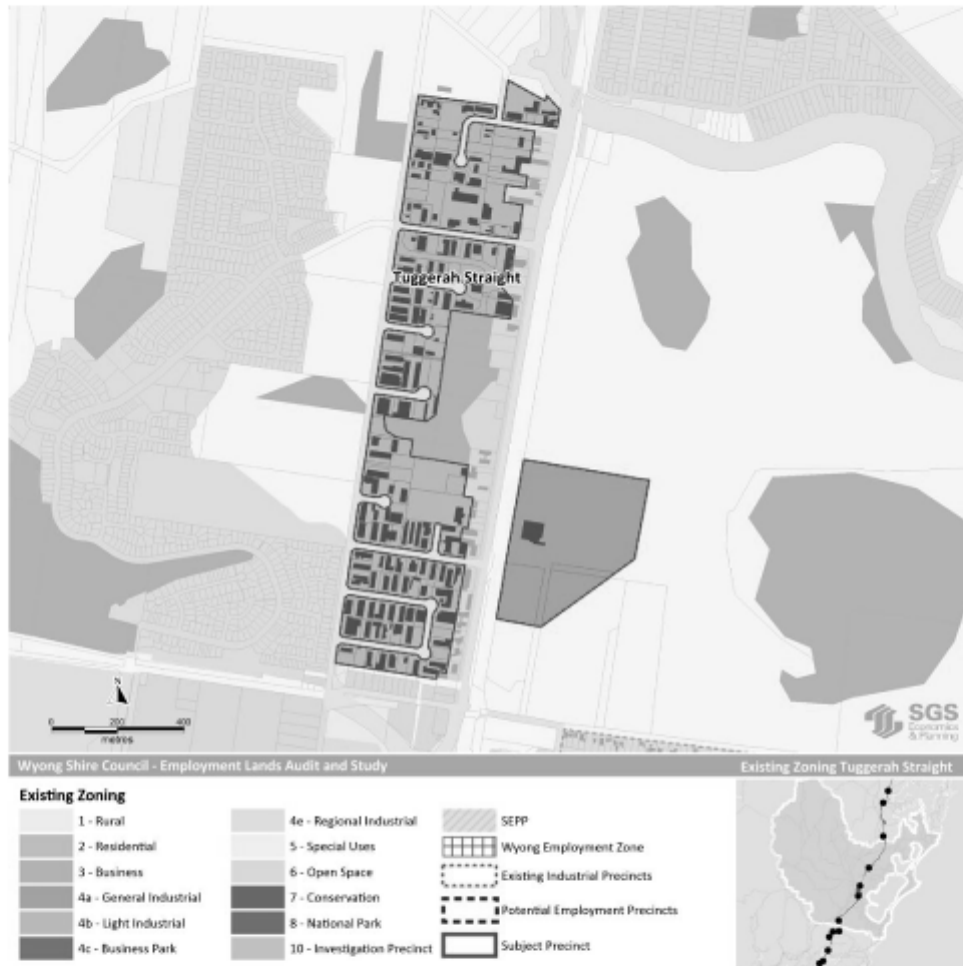 Tuggerah Straight
N
0 200 400
metres
SGS
Economics
& Planning
Wyong Shire Council - Employment Lands Audit and Study
Existing Zoning Tuggerah Straight
Existing Zoning
1 - Rural
2 - Residential
3 - Business
4a - General Industrial
4b - Light Industrial
4c - Business Park
4e - Regional Industrial
5 - Special Uses
6 - Open Space
7 - Conservation
8 - National Park
10 - Investigation Precinct
SEPP
Wyong Employment Zone
Existing Industrial Precincts
Potential Employment Precincts
Subject Precinct